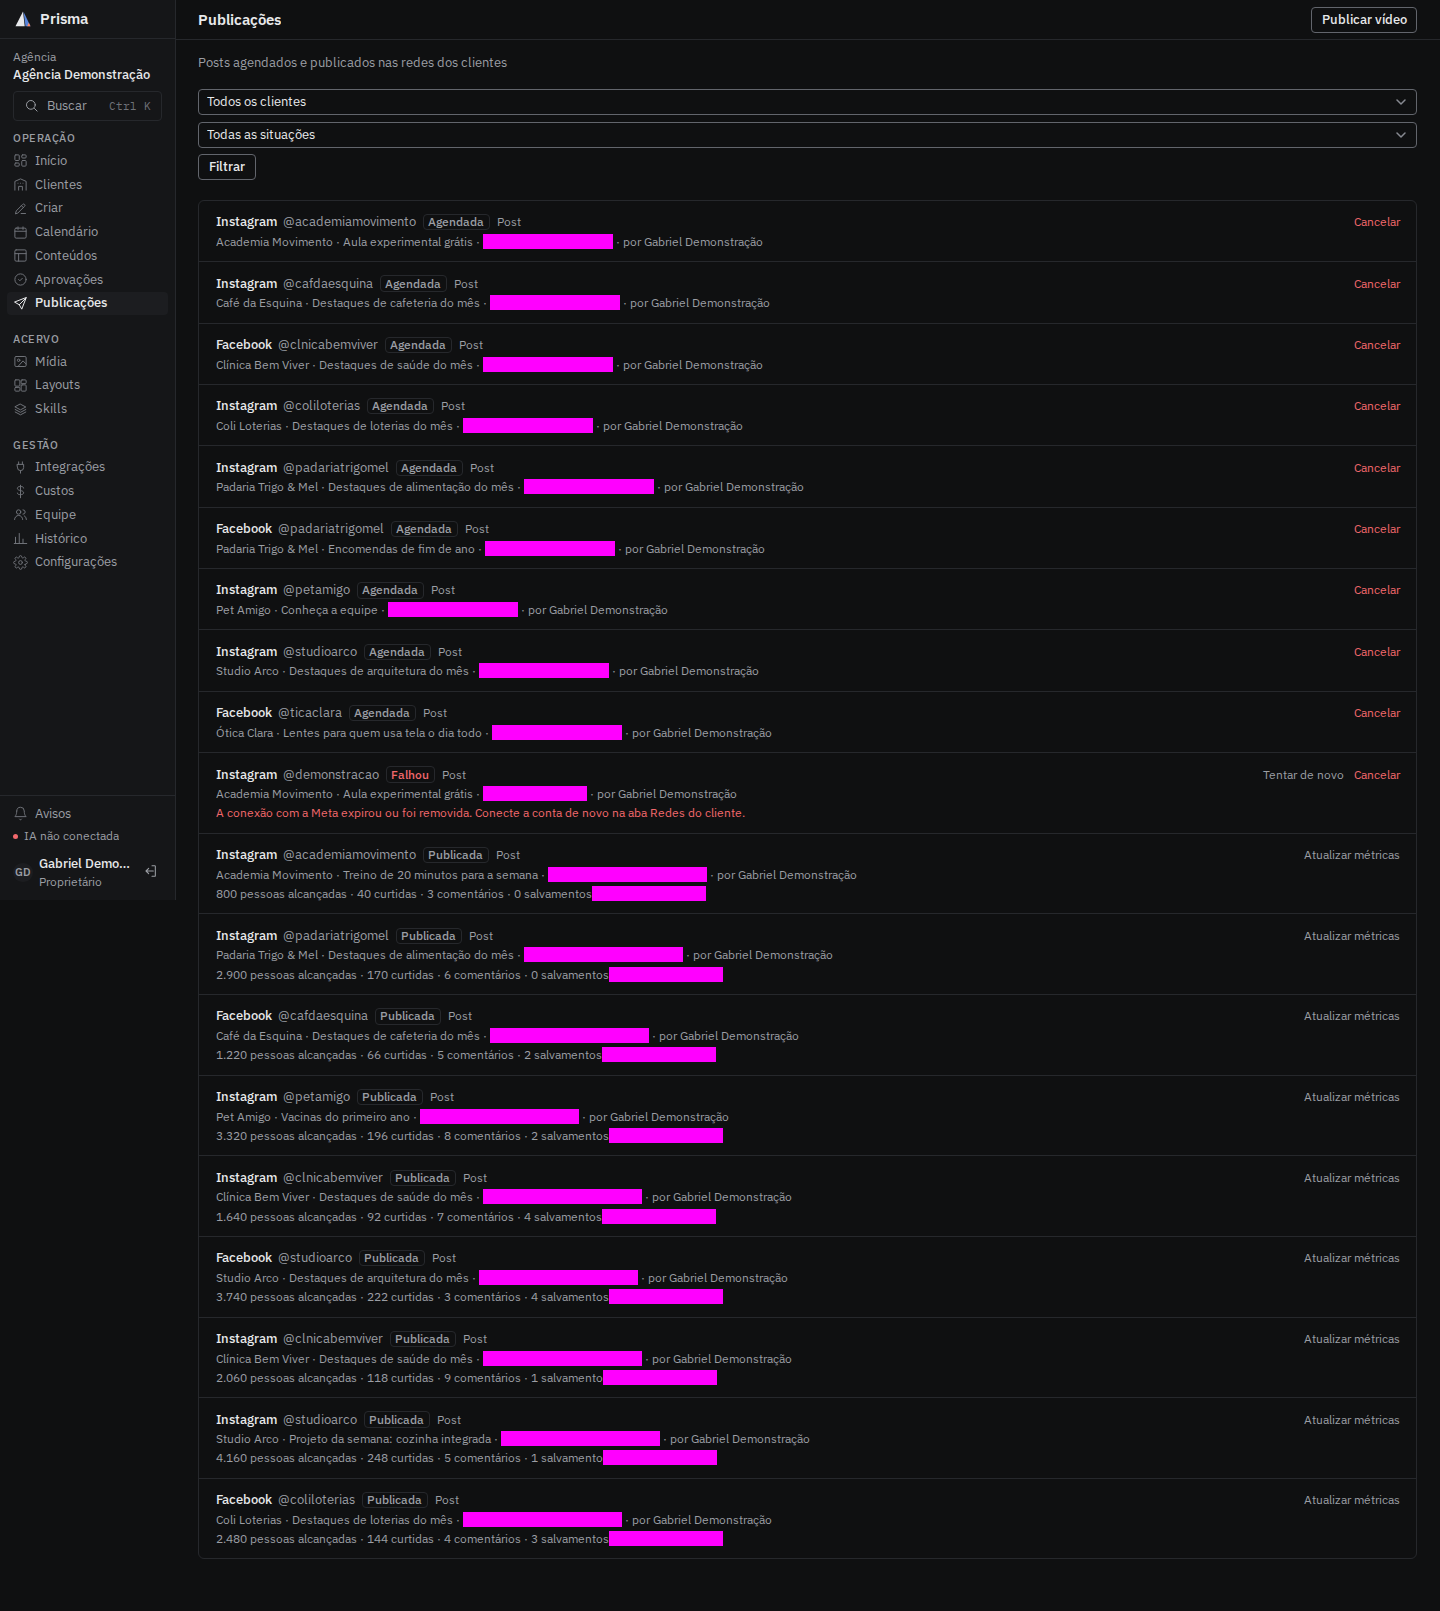 Prisma
Agência
Agência Demonstração
Buscar Ctrl K
OPERAÇÃO
Início
Clientes
Criar
Calendário
Conteúdos
Aprovações
Publicações
ACERVO
Mídia
Layouts
Skills
GESTÃO
Integrações
Custos
Equipe
Histórico
Configurações
Avisos
IA não conectada
GD Gabriel Demo...
Proprietário
Publicações Publicar vídeo
Posts agendados e publicados nas redes dos clientes
Todos os clientes
Todas as situações
Filtrar
Instagram @academiamovimento Agendada Post Cancelar
Academia Movimento · Aula experimental grátis · · por Gabriel Demonstração
Instagram @cafdaesquina Agendada Post Cancelar
Café da Esquina · Destaques de cafeteria do mês · · por Gabriel Demonstração
Facebook @clnicabemviver Agendada Post Cancelar
Clínica Bem Viver · Destaques de saúde do mês · · por Gabriel Demonstração
Instagram @coliloterias Agendada Post Cancelar
Coli Loterias · Destaques de loterias do mês · · por Gabriel Demonstração
Instagram @padariatrigomel Agendada Post Cancelar
Padaria Trigo & Mel · Destaques de alimentação do mês · · por Gabriel Demonstração
Facebook @padariatrigomel Agendada Post Cancelar
Padaria Trigo & Mel · Encomendas de fim de ano · · por Gabriel Demonstração
Instagram @petamigo Agendada Post Cancelar
Pet Amigo · Conheça a equipe · · por Gabriel Demonstração
Instagram @studioarco Agendada Post Cancelar
Studio Arco · Destaques de arquitetura do mês · · por Gabriel Demonstração
Facebook @ticaclara Agendada Post Cancelar
Ótica Clara · Lentes para quem usa tela o dia todo · · por Gabriel Demonstração
Instagram @demonstracao Falhou Post Tentar de novo Cancelar
Academia Movimento · Aula experimental grátis · · por Gabriel Demonstração
A conexão com a Meta expirou ou foi removida. Conecte a conta de novo na aba Redes do cliente.
Instagram @academiamovimento Publicada Post Atualizar métricas
Academia Movimento · Treino de 20 minutos para a semana · · por Gabriel Demonstração
800 pessoas alcançadas · 40 curtidas · 3 comentários · 0 salvamentos
Instagram @padariatrigomel Publicada Post Atualizar métricas
Padaria Trigo & Mel · Destaques de alimentação do mês · · por Gabriel Demonstração
2.900 pessoas alcançadas · 170 curtidas · 6 comentários · 0 salvamentos
Facebook @cafdaesquina Publicada Post Atualizar métricas
Café da Esquina · Destaques de cafeteria do mês · · por Gabriel Demonstração
1.220 pessoas alcançadas · 66 curtidas · 5 comentários · 2 salvamentos
Instagram @petamigo Publicada Post Atualizar métricas
Pet Amigo · Vacinas do primeiro ano · · por Gabriel Demonstração
3.320 pessoas alcançadas · 196 curtidas · 8 comentários · 2 salvamentos
Instagram @clnicabemviver Publicada Post Atualizar métricas
Clínica Bem Viver · Destaques de saúde do mês · · por Gabriel Demonstração
1.640 pessoas alcançadas · 92 curtidas · 7 comentários · 4 salvamentos
Facebook @studioarco Publicada Post Atualizar métricas
Studio Arco · Destaques de arquitetura do mês · · por Gabriel Demonstração
3.740 pessoas alcançadas · 222 curtidas · 3 comentários · 4 salvamentos
Instagram @clnicabemviver Publicada Post Atualizar métricas
Clínica Bem Viver · Destaques de saúde do mês · · por Gabriel Demonstração
2.060 pessoas alcançadas · 118 curtidas · 9 comentários · 1 salvamento
Instagram @studioarco Publicada Post Atualizar métricas
Studio Arco · Projeto da semana: cozinha integrada · · por Gabriel Demonstração
4.160 pessoas alcançadas · 248 curtidas · 5 comentários · 1 salvamento
Facebook @coliloterias Publicada Post Atualizar métricas
Coli Loterias · Destaques de loterias do mês · · por Gabriel Demonstração
2.480 pessoas alcançadas · 144 curtidas · 4 comentários · 3 salvamentos